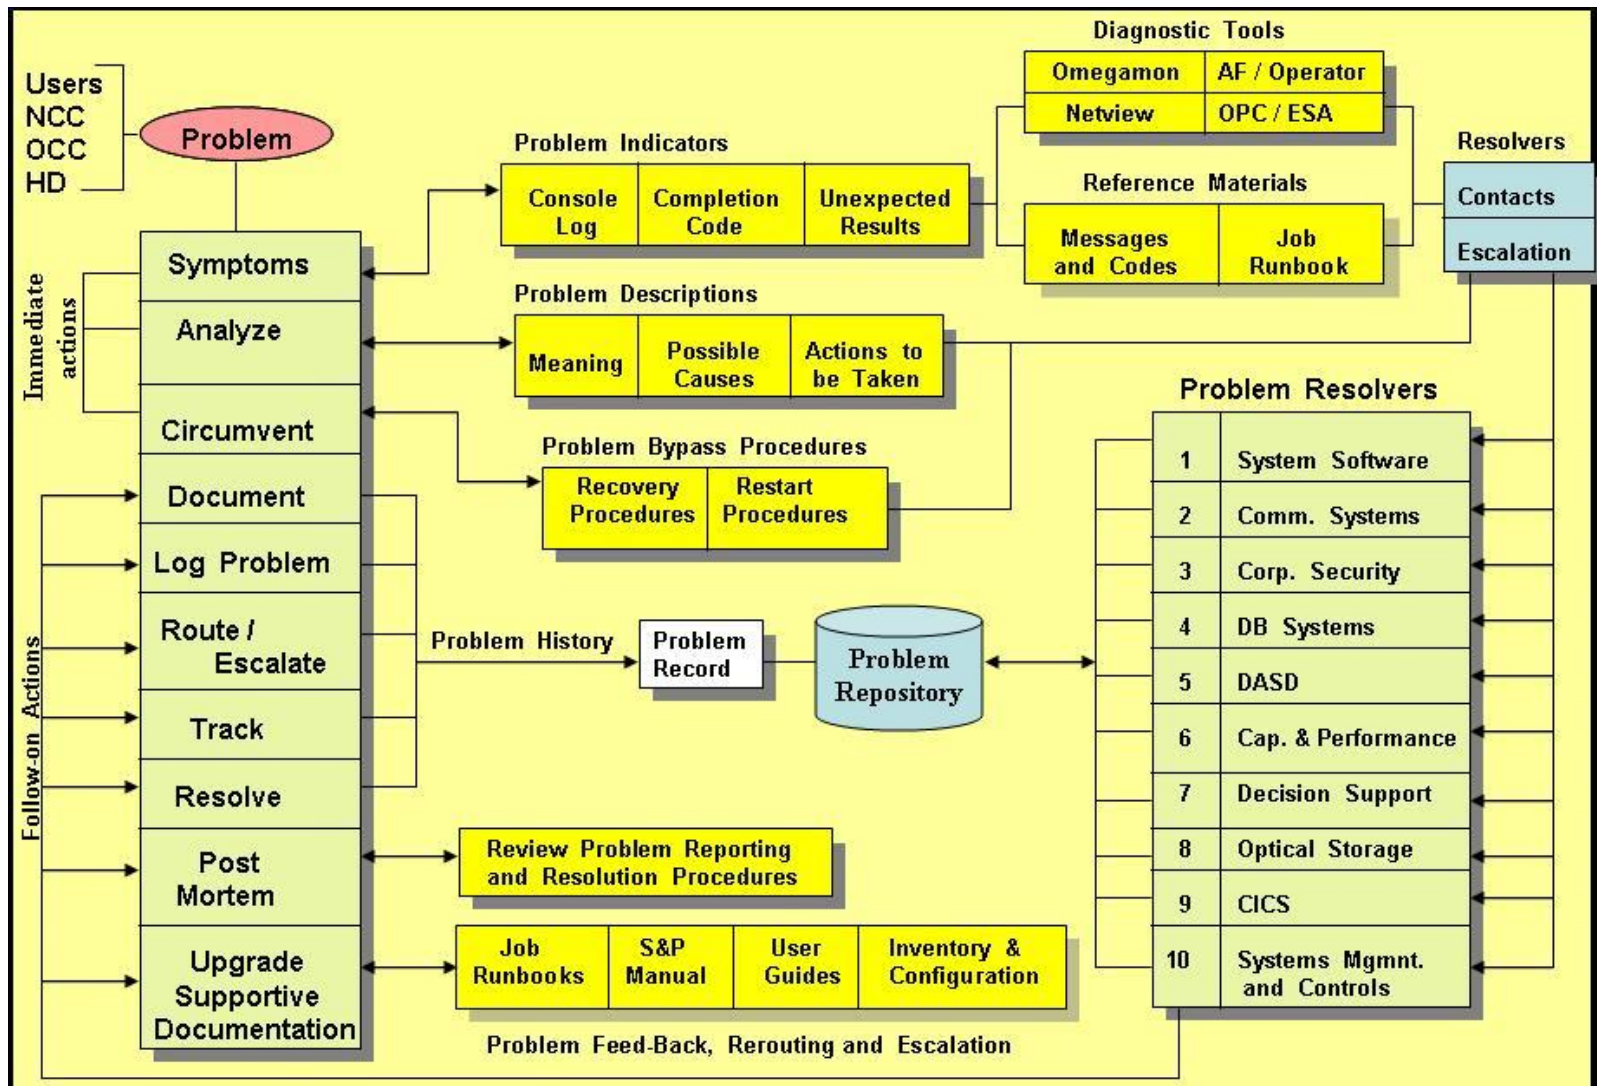 Users
NCC
OCC
HD
Problem
Immediate
actions
Symptoms
Analyze
Circumvent
Follow-on Actions
Document
Log Problem
Route /
Escalate
Track
Resolve
Post
Mortem
Upgrade
Supportive
Documentation
Problem Indicators
Console
Log
Completion
Code
Unexpected
Results
Diagnostic Tools
Omegamon
AF / Operator
Netview
OPC / ESA
Reference Materials
Messages
and Codes
Job
Runbook
Resolvers
Contacts
Escalation
Problem Descriptions
Meaning
Possible
Causes
Actions to
be Taken
Problem Bypass Procedures
Recovery
Procedures
Restart
Procedures
Problem History
Problem
Record
Problem
Repository
Problem Resolvers
1 System Software
2 Comm. Systems
3 Corp. Security
4 DB Systems
5 DASD
6 Cap. & Performance
7 Decision Support
8 Optical Storage
9 CICS
10 Systems Mgmnt.
and Controls
Review Problem Reporting
and Resolution Procedures
Job
Runbooks
S&P
Manual
User
Guides
Inventory &
Configuration
Problem Feed-Back, Rerouting and Escalation